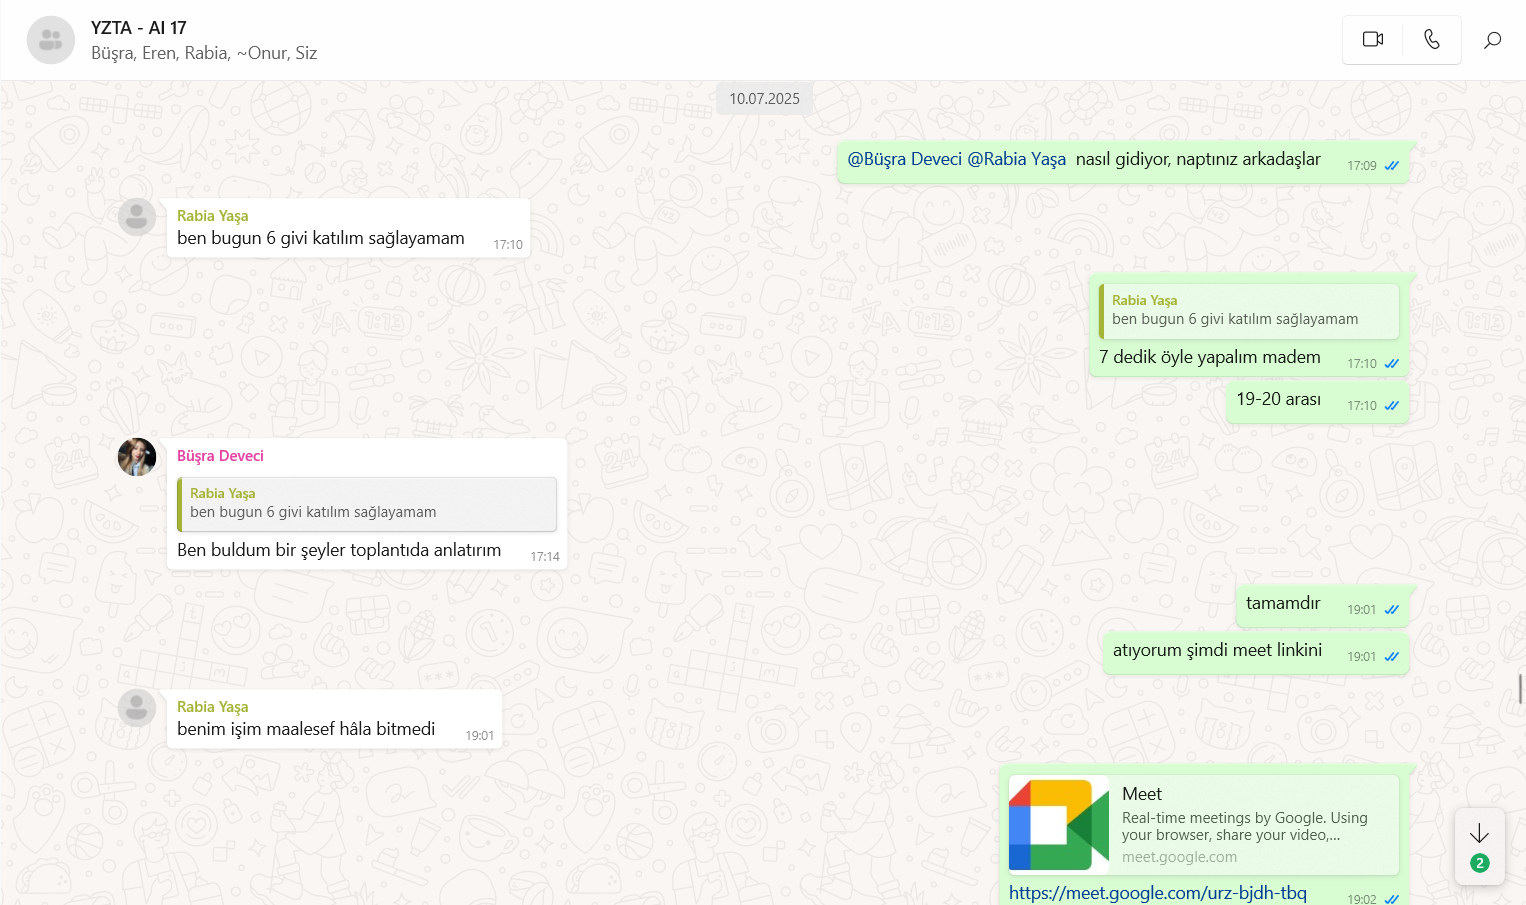 YZTA - AI 17
Büşra, Eren, Rabia, ~Onur, Siz
10.07.2025
@Büşra Deveci @Rabia Yaşa nasıl gidiyor, naptınız arkadaşlar 17:09
Rabia Yaşa
ben bugun 6 givi katılım sağlayamam 17:10
Rabia Yaşa
ben bugun 6 givi katılım sağlayamam
7 dedik öyle yapalım madem 17:10
19-20 arası 17:10
Büşra Deveci
Rabia Yaşa
ben bugun 6 givi katılım sağlayamam
Ben buldum bir şeyler toplantıda anlatırım 17:14
tamamdır 19:01
atıyorum şimdi meet linkini 19:01
Rabia Yaşa
benim işim maalesef hâla bitmedi 19:01
Meet
Real-time meetings by Google. Using
your browser, share your video,...
meet.google.com
https://meet.google.com/urz-bjdh-tbq 19:02
2